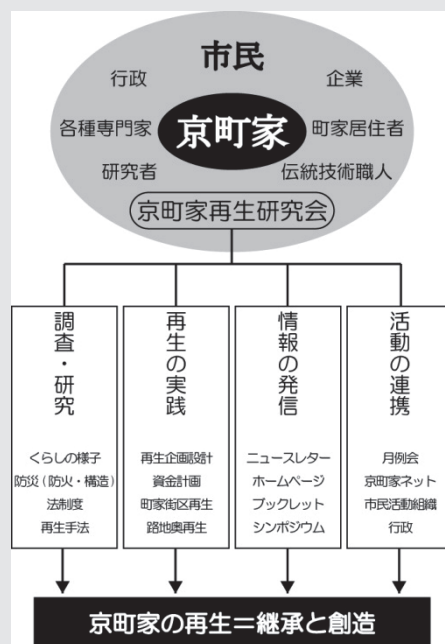 市民
行政 企業
各種専門家 京町家 町家居住者
研究者 伝統技術職人
京町家再生研究会
調査・研究
くらしの様子
防災(防火・構造)
法制度
再生手法
再生の実践
再生企画設計
資金計画
町家街区再生
路地奥再生
情報の発信
ニュースレター
ホームページ
ブックレット
シンポジウム
活動の連携
月例会
京町家ネット
市民活動組織
行政
京町家の再生=継承と創造